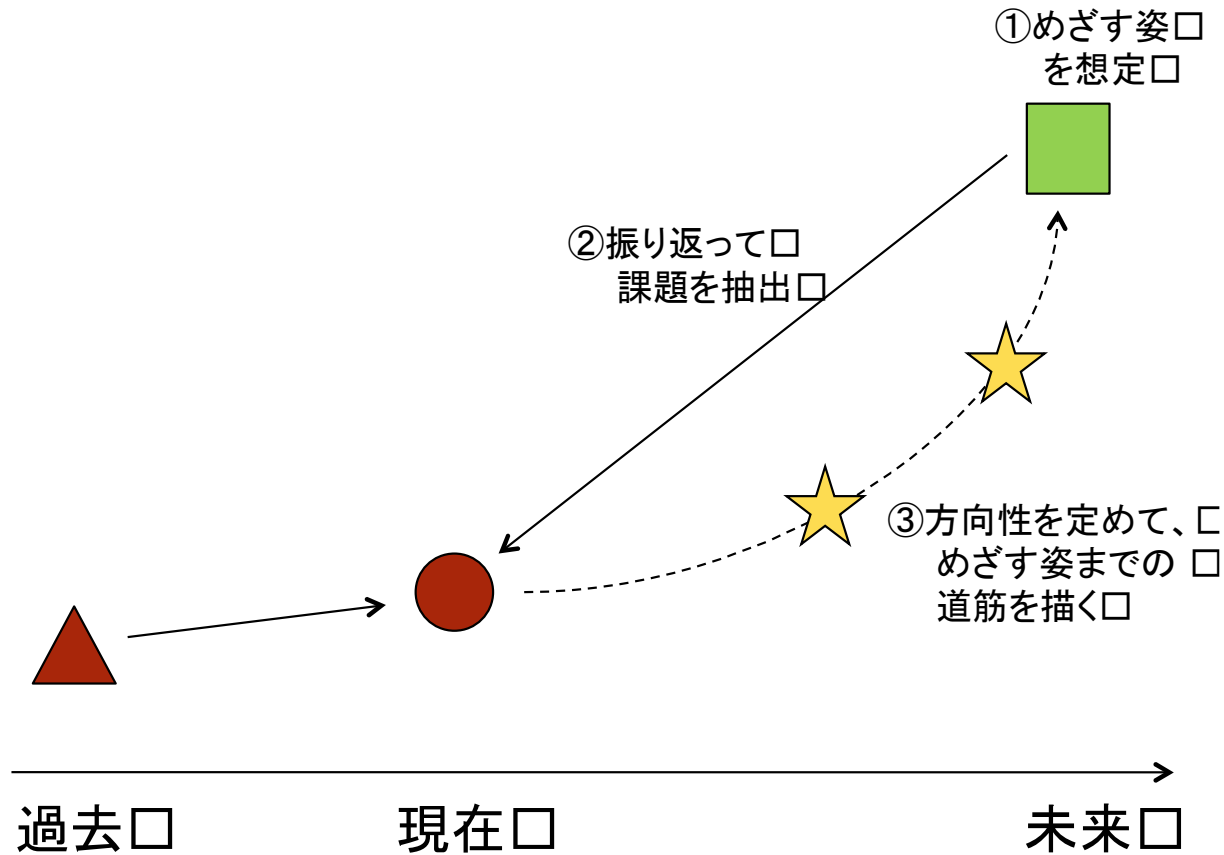 ①めざす姿□
を想定□
②振り返って□
課題を抽出□
③方向性を定めて、□
めざす姿までの □
道筋を描く□
過去□
現在□
未来□